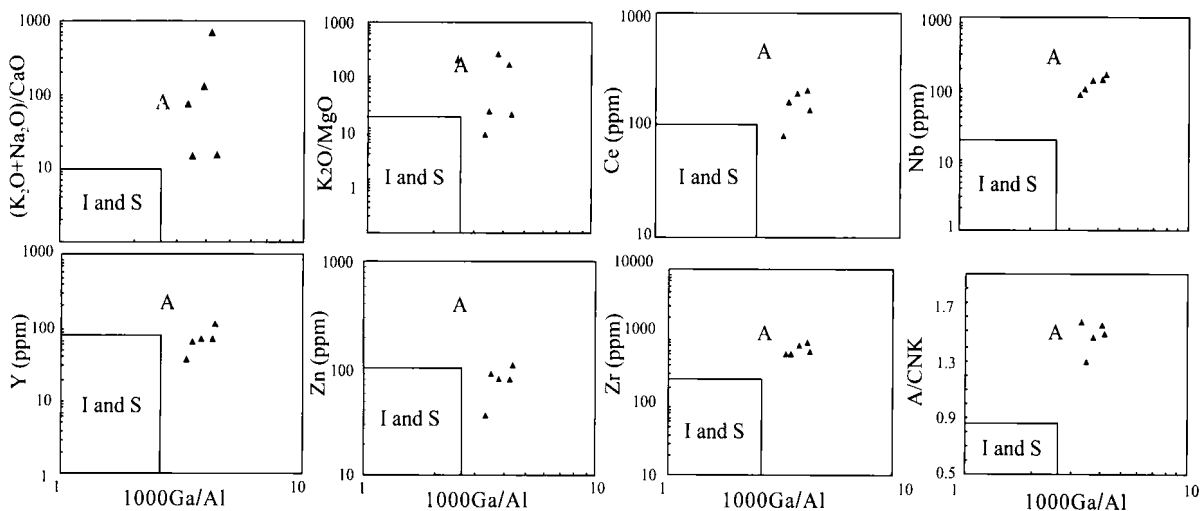 1000
100
10
(K₂O+Na₂O)/CaO
A
I and S
1000
100
10
1
K2O/MgO
A
I and S
1000
100
10
Ce (ppm)
A
I and S
1000
100
10
1
Nb (ppm)
A
I and S
1000
100
10
1
Y (ppm)
A
I and S
1
10
1000Ga/Al
1000
100
10
Zn (ppm)
A
I and S
1
10
1000Ga/Al
10000
1000
200
100
10
Zr (ppm)
A
I and S
1
10
1000Ga/Al
1.7
1.3
0.9
0.5
A/CNK
A
I and S
1
10
1000Ga/Al